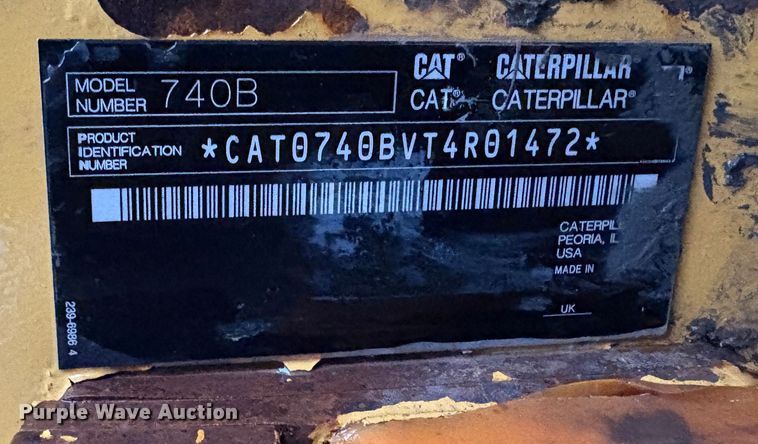 CAT® CATERPILLAR ®
MODEL NUMBER 740B
CAT® CATERPILLAR®
PRODUCT IDENTIFICATION NUMBER *CAT0740BVT4R01472*
PEORIA, IL
USA
MADE IN
UK
239-6986 4
Purple Wave Auction